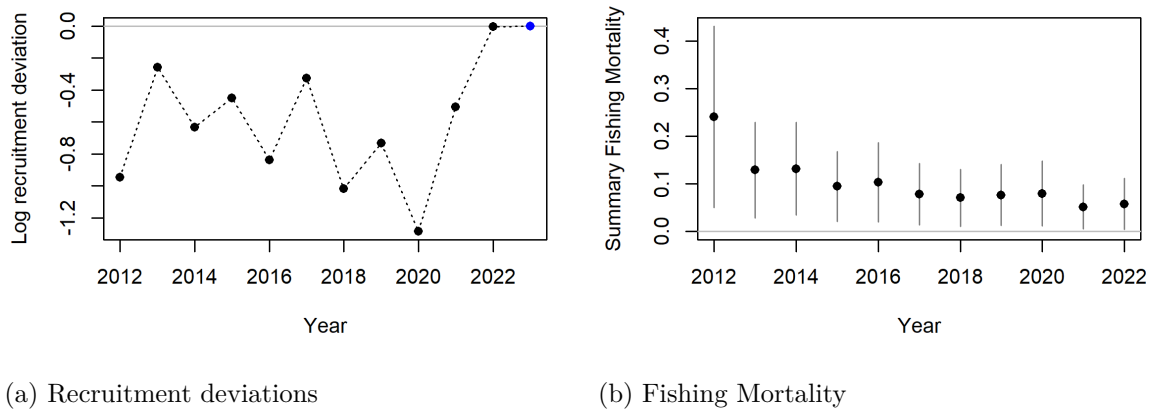 Log recruitment deviation
0.0
-0.4
-0.8
-1.2
2012 2014 2016 2018 2020 2022
Year
(a) Recruitment deviations
Summary Fishing Mortality
0.4
0.3
0.2
0.1
0.0
2012 2014 2016 2018 2020 2022
Year
(b) Fishing Mortality